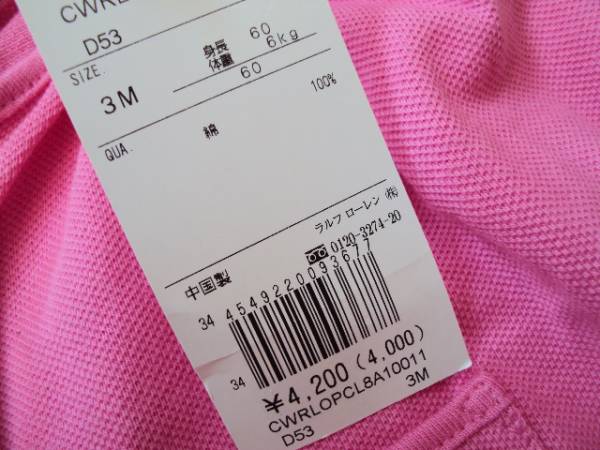 CWRL
D53
SIZE.
3M
身長 60
体重 6kg
60
QUA.
綿 100%
ラルフ ローレン (株)
0120-3274-20
中国製
34 4549220093677
34
¥4,200 (4,000)
CWRLOPCL8A10011
D53 3M